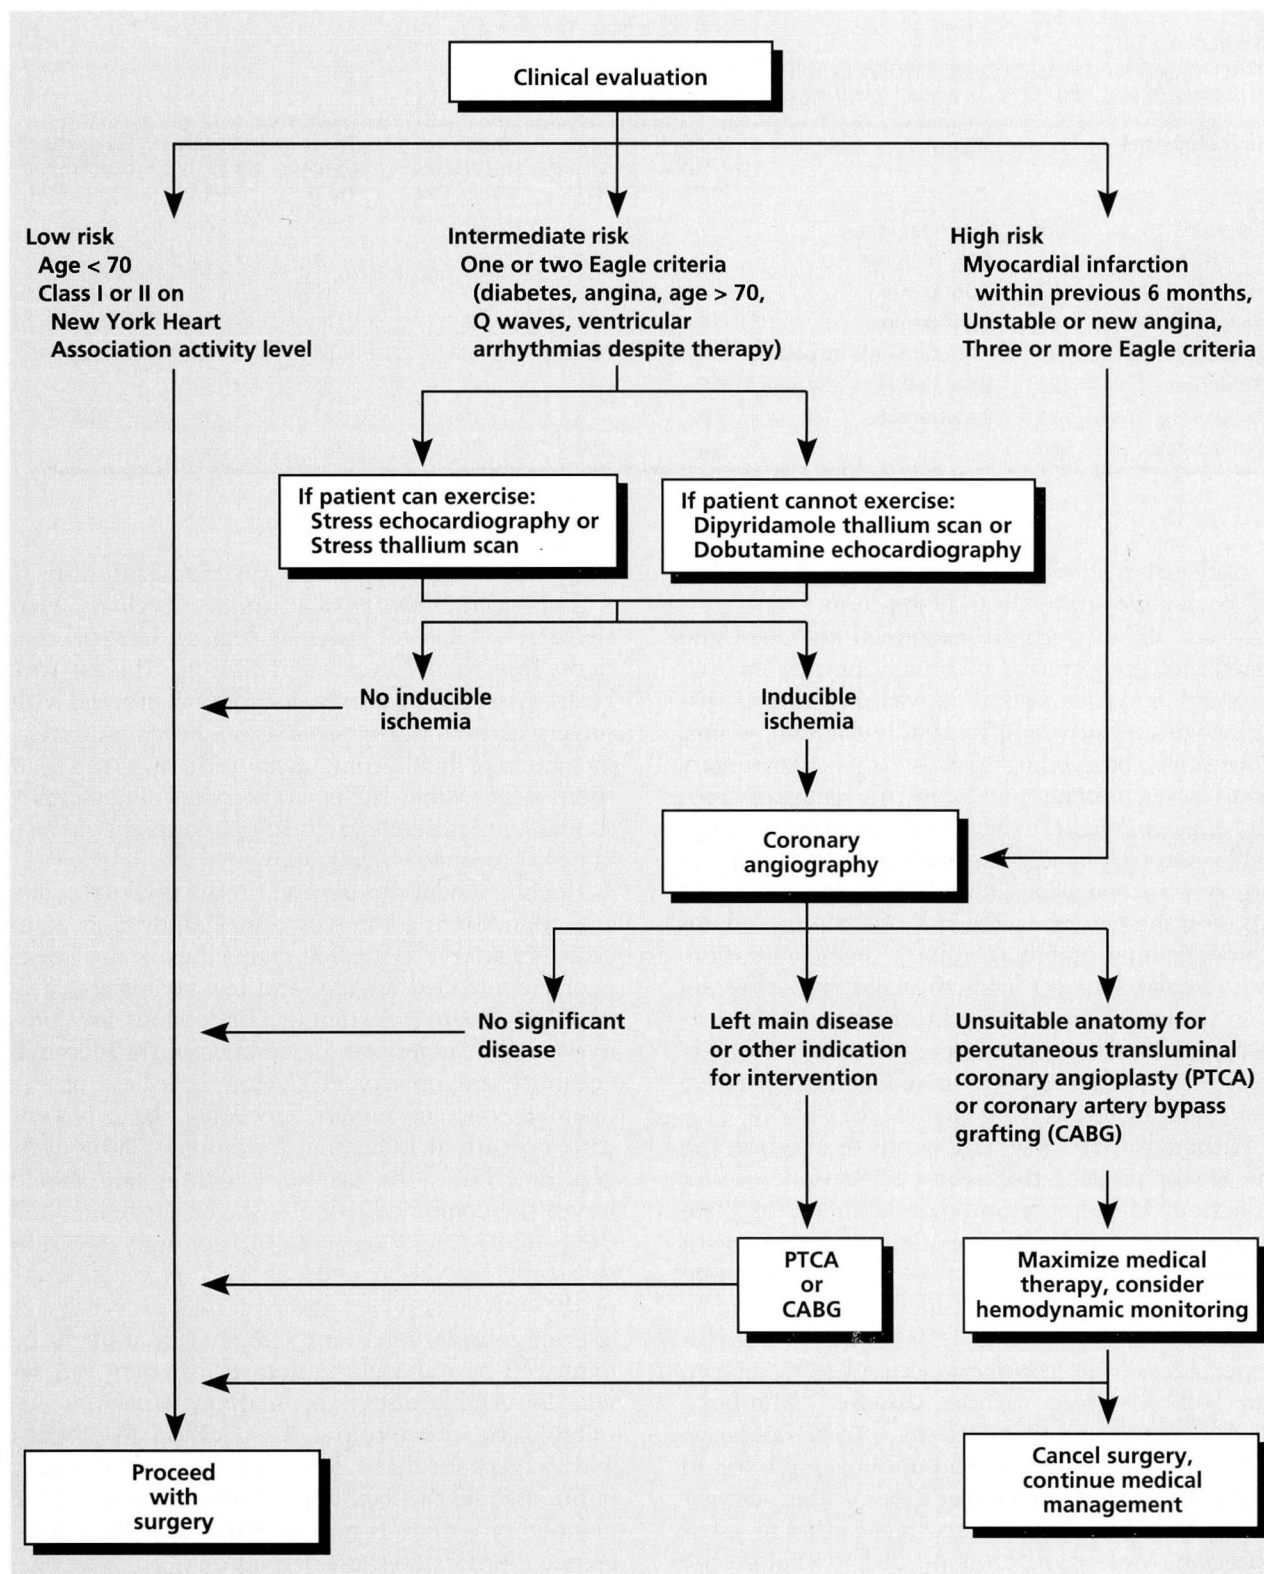 Clinical evaluation
Low risk
Age < 70
Class I or II on
New York Heart
Association activity level
Intermediate risk
One or two Eagle criteria
(diabetes, angina, age > 70,
Q waves, ventricular
arrhythmias despite therapy)
High risk
Myocardial infarction
within previous 6 months,
Unstable or new angina,
Three or more Eagle criteria
If patient can exercise:
Stress echocardiography or
Stress thallium scan
If patient cannot exercise:
Dipyridamole thallium scan or
Dobutamine echocardiography
No inducible
ischemia
Inducible
ischemia
Coronary
angiography
No significant
disease
Left main disease
or other indication
for intervention
Unsuitable anatomy for
percutaneous transluminal
coronary angioplasty (PTCA)
or coronary artery bypass
grafting (CABG)
PTCA
or
CABG
Maximize medical
therapy, consider
hemodynamic monitoring
Proceed
with
surgery
Cancel surgery,
continue medical
management